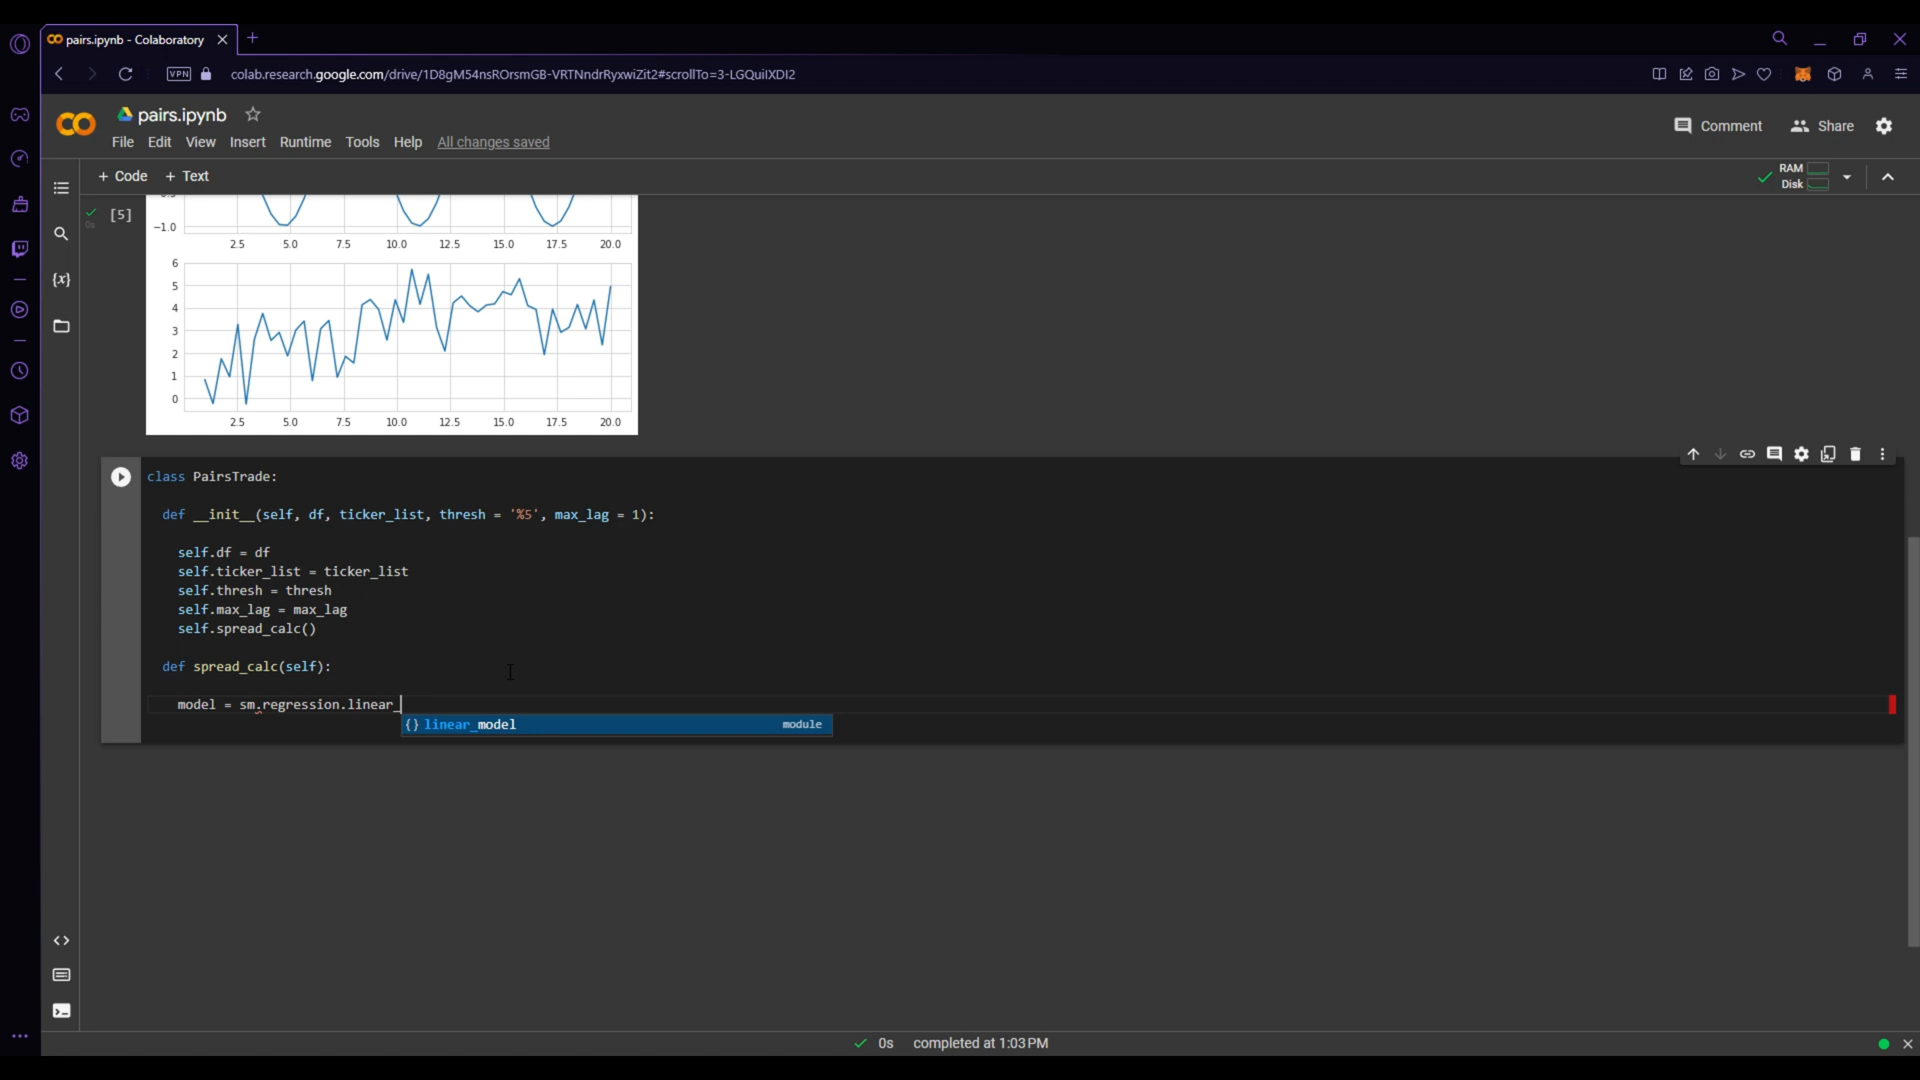 pairs.ipynb - Colaboratory
VPN colab.research.google.com/drive/1D8gM54nsROrsmGB-VRTNndrRyxwiZit2#scrollTo=3-LGQuiIXDI2
pairs.ipynb
Comment
Share
File Edit View Insert Runtime Tools Help All changes saved
+ Code + Text
RAM
Disk
[5]
0s
−1.0
2.5 5.0 7.5 10.0 12.5 15.0 17.5 20.0
6
5
4
3
2
1
0
2.5 5.0 7.5 10.0 12.5 15.0 17.5 20.0
class PairsTrade:
def __init__(self, df, ticker_list, thresh = '%5', max_lag = 1):
self.df = df
self.ticker_list = ticker_list
self.thresh = thresh
self.max_lag = max_lag
self.spread_calc()
def spread_calc(self):
model = sm.regression.linear_
{} linear_model module
0s completed at 1:03 PM